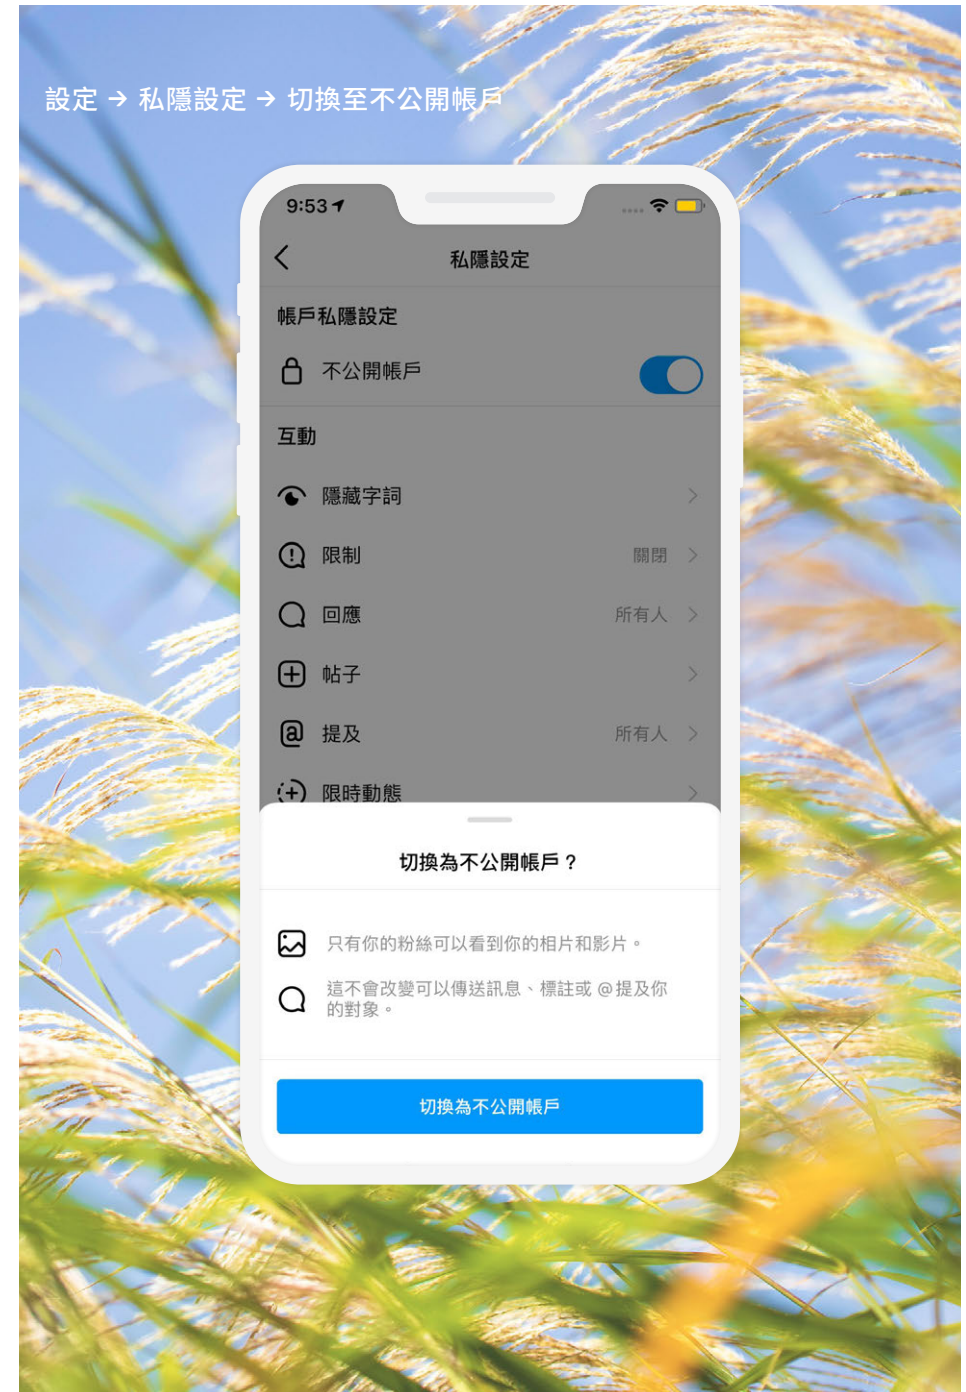 設定 → 私隱設定 → 切換至不公開帳戶
9:53
私隱設定
帳戶私隱設定
不公開帳戶
互動
隱藏字詞
限制 關閉
回應 所有人
帖子
提及 所有人
限時動態
切換為不公開帳戶？
只有你的粉絲可以看到你的相片和影片。
這不會改變可以傳送訊息、標註或 @ 提及你
的對象。
切換為不公開帳戶